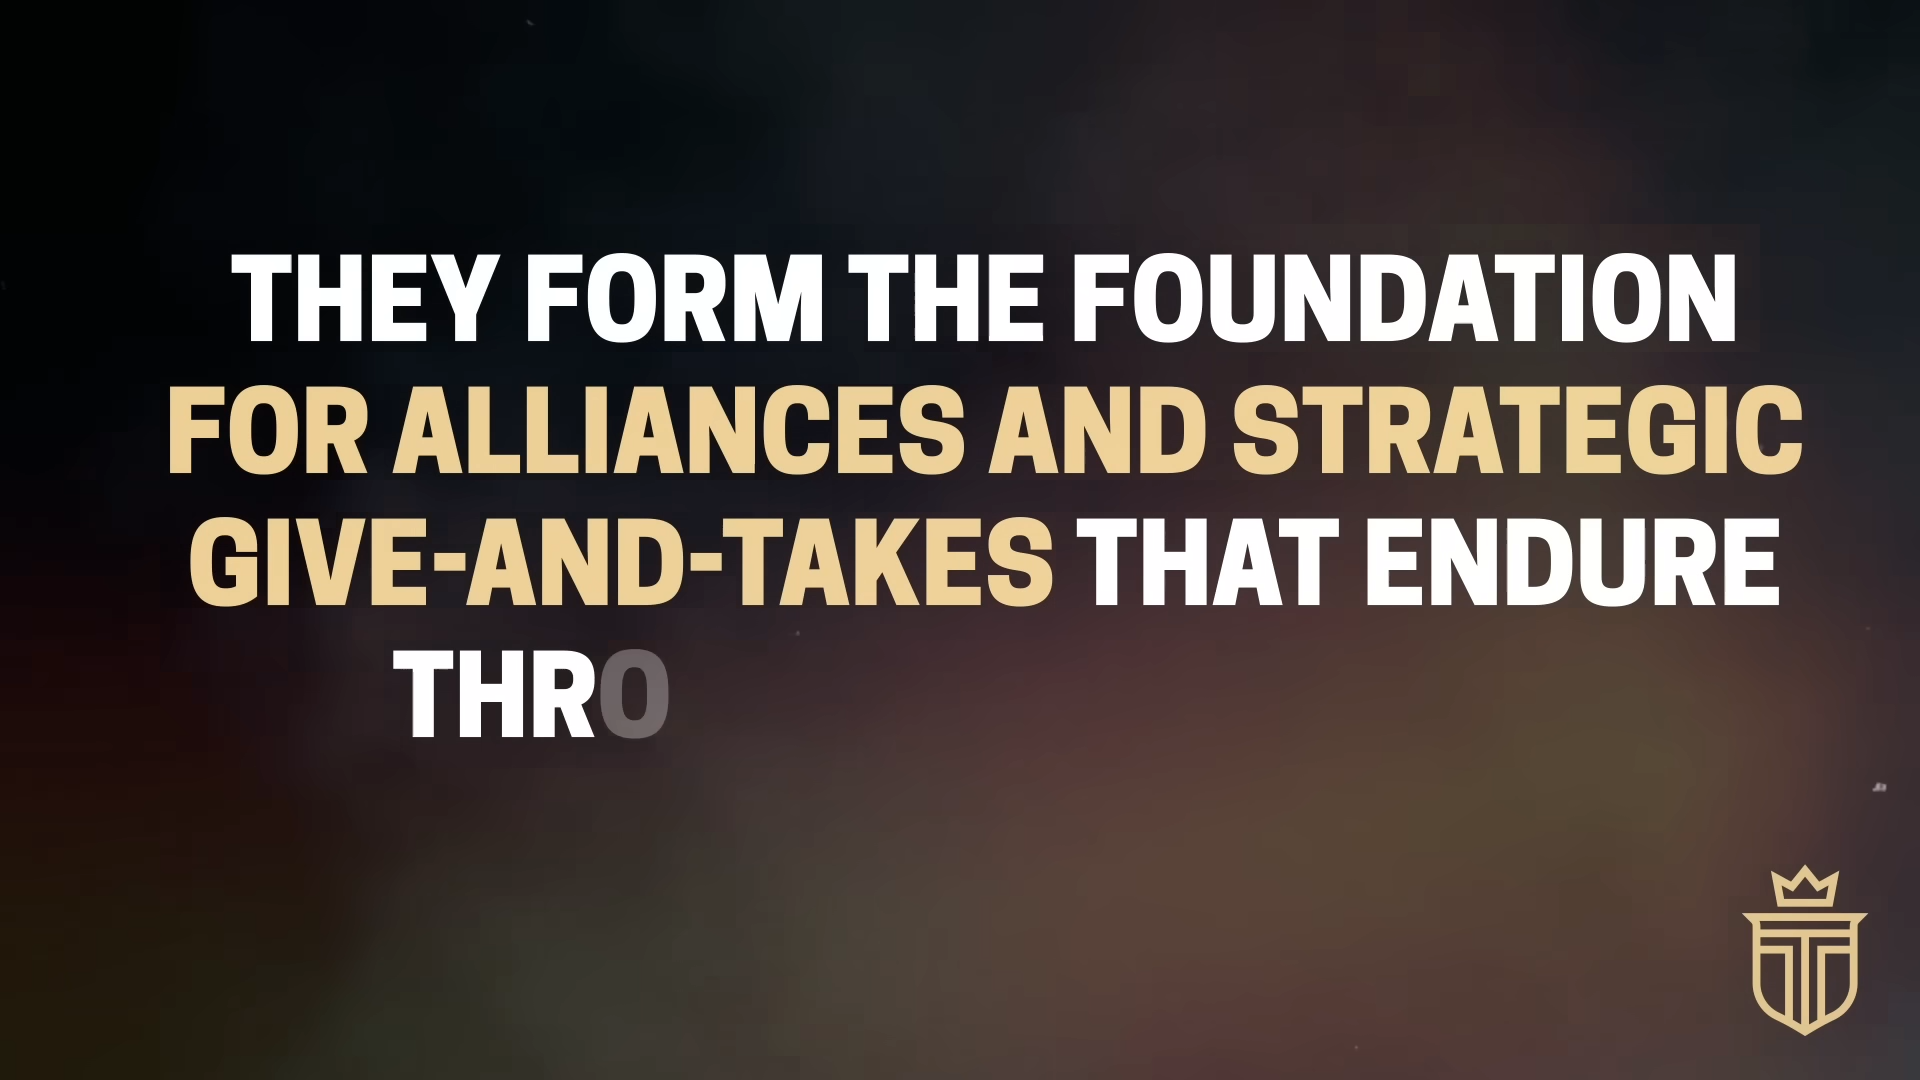 THEY FORM THE FOUNDATION
FOR ALLIANCES AND STRATEGIC
GIVE-AND-TAKES THAT ENDURE
THRO